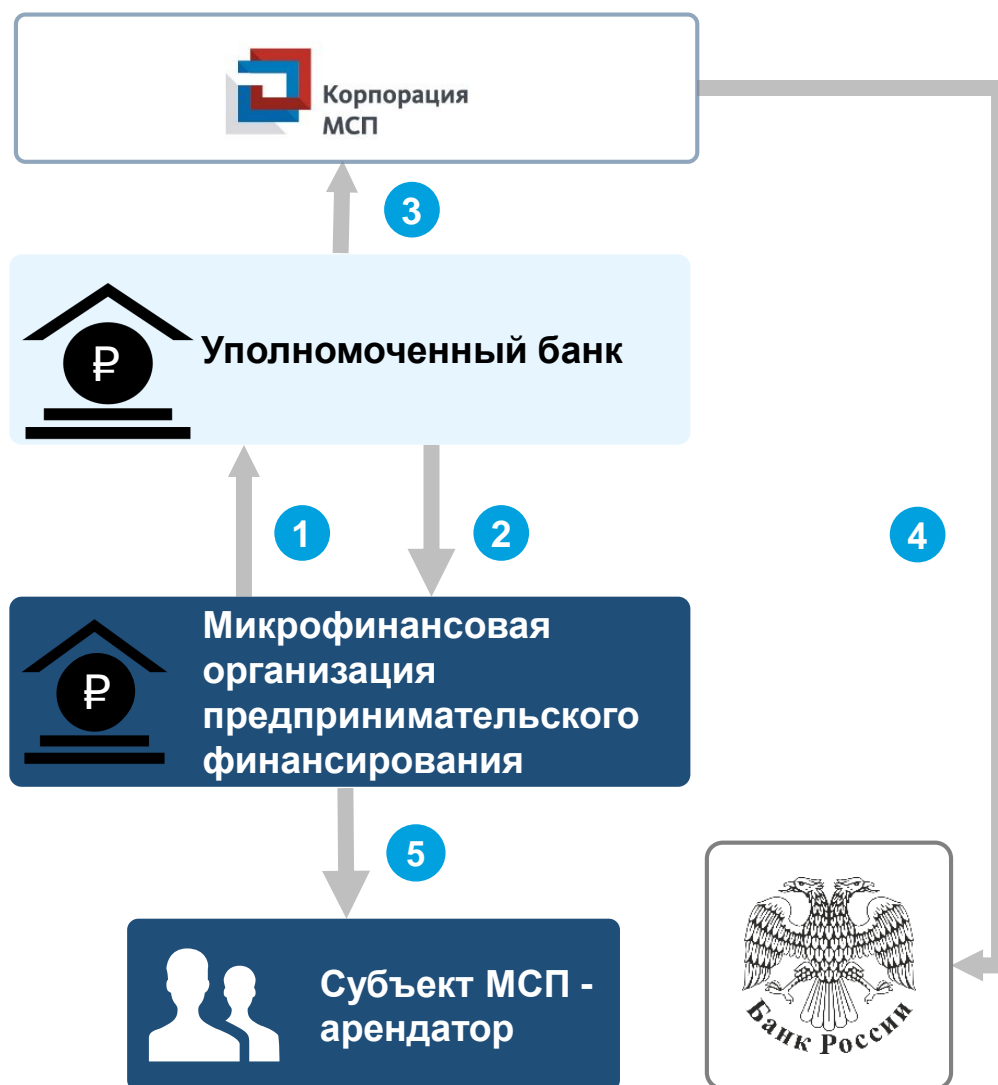 Корпорация
МСП
3
₽
Уполномоченный банк
1
2
4
₽
Микрофинансовая
организация
предпринимательского
финансирования
5
Субъект МСП -
арендатор
Банк России